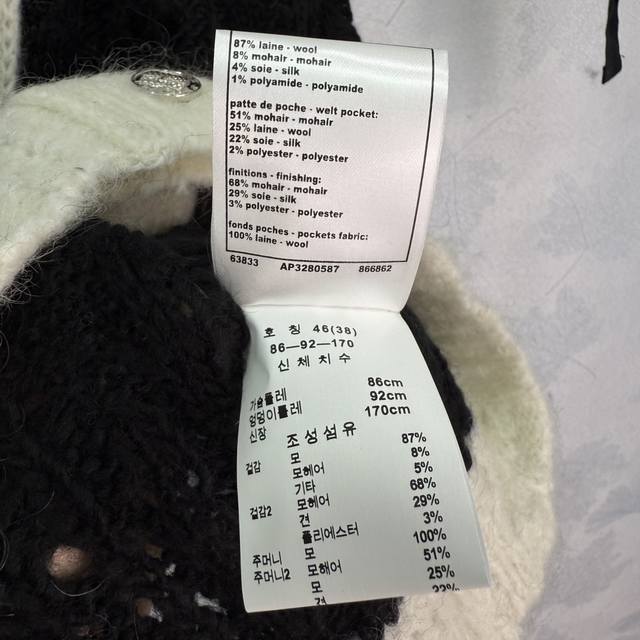 87% laine - wool
8% mohair - mohair
4% soie - silk
1% polyamide - polyamide
patte de poche - welt pocket:
51% mohair - mohair
25% laine - wool
22% soie - silk
2% polyester - polyester
finitions - finishing:
68% mohair - mohair
29% soie - silk
3% polyester - polyester
fonds poches - pockets fabric:
100% laine - wool
63833 AP3280587 866862
호 칭 46(38)
86—92—170
신 체 치 수
가슴둘레 86cm
엉덩이둘레 92cm
신장 170cm
조 성 섬 유
겉감 모 87%
모헤어 8%
기타 5%
겉감2 모헤어 68%
견 29%
폴리에스터 3%
주머니 모 100%
주머니2 모헤어 51%
모 25%
견 22%